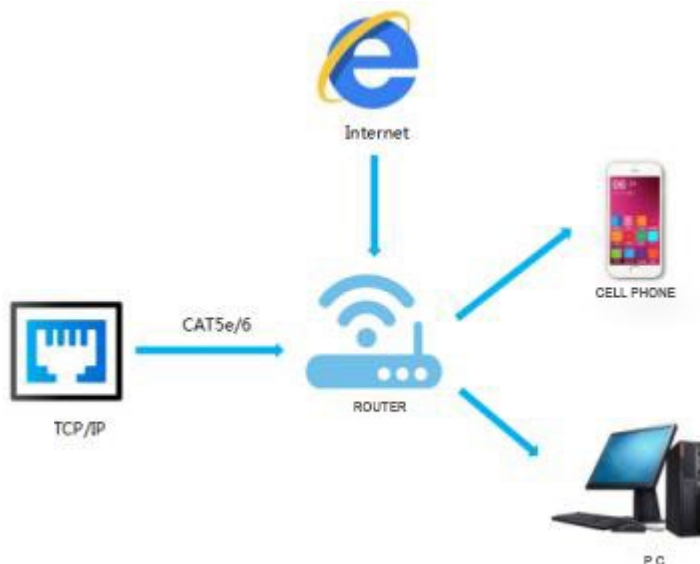 Internet
CELL PHONE
CAT5e/6
ROUTER
TCP/IP
P.C